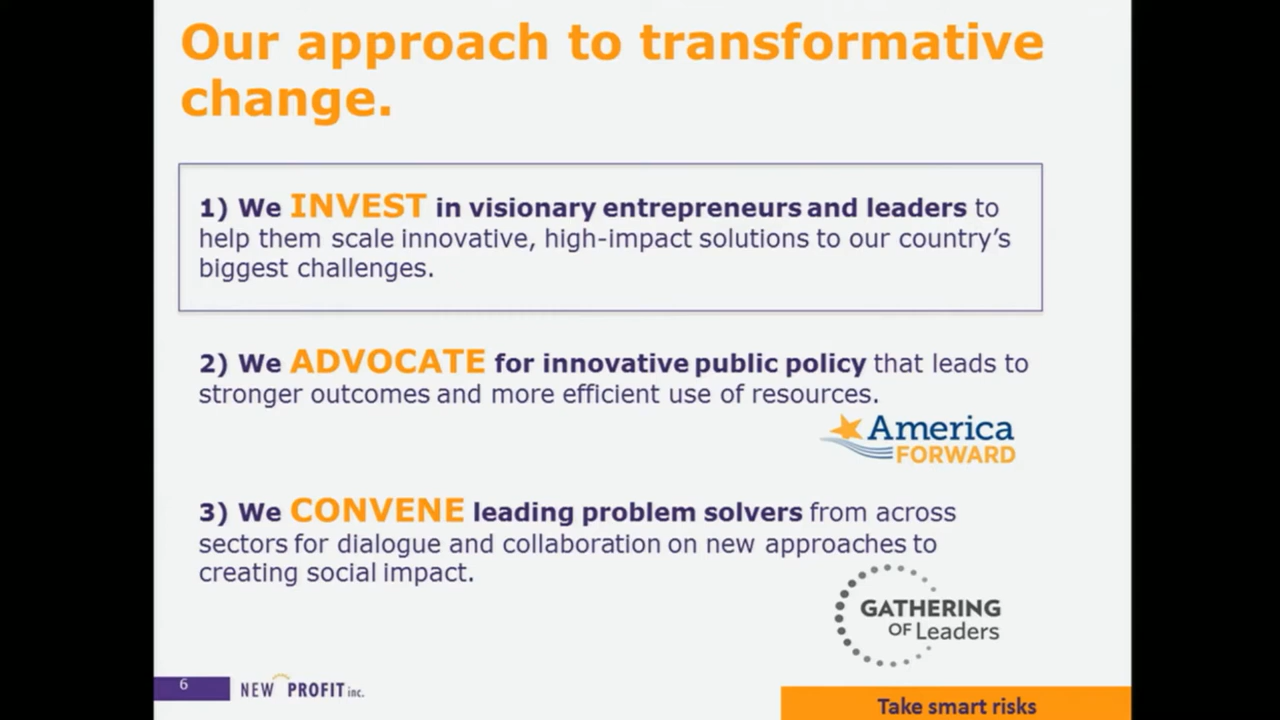 Our approach to transformative
change.
1) We INVEST in visionary entrepreneurs and leaders to
help them scale innovative, high-impact solutions to our country's
biggest challenges.
2) We ADVOCATE for innovative public policy that leads to
stronger outcomes and more efficient use of resources.
America
FORWARD
3) We CONVENE leading problem solvers from across
sectors for dialogue and collaboration on new approaches to
creating social impact.
GATHERING
OF Leaders
6
NEW PROFIT inc.
Take smart risks